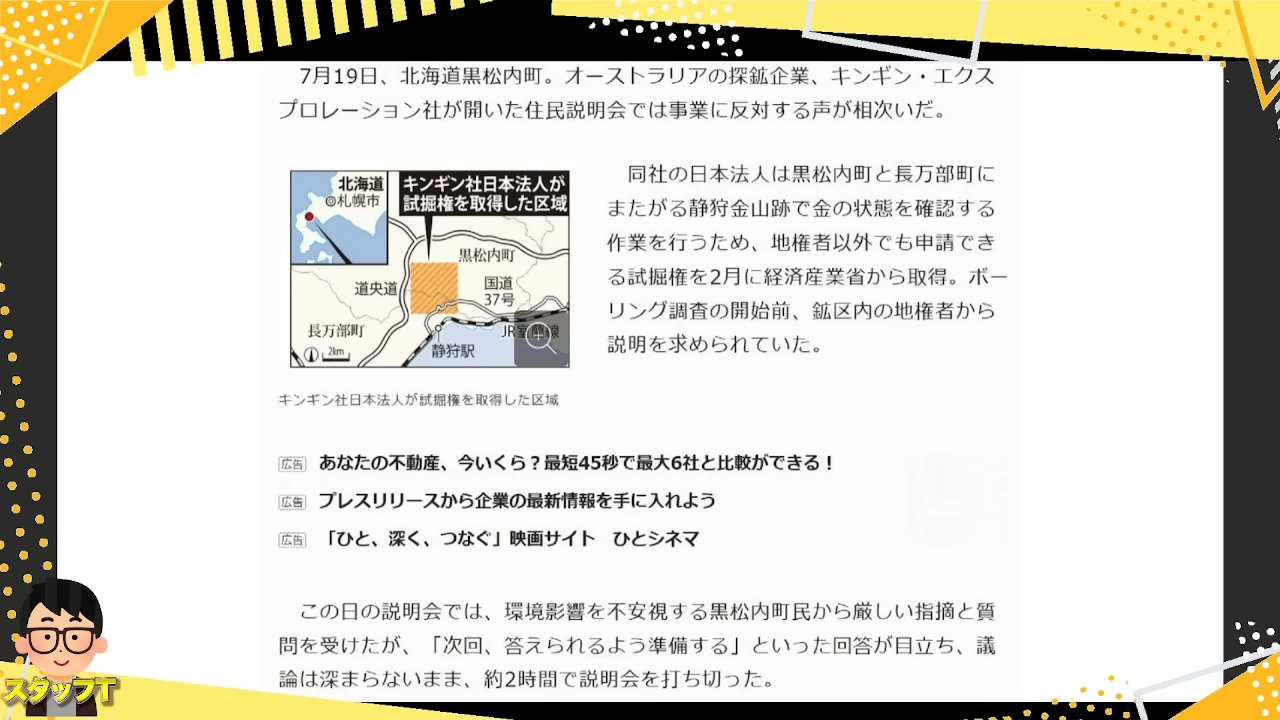 7月19日、北海道黒松内町。オーストラリアの探鉱企業、キンギン・エクス
プロレーション社が開いた住民説明会では事業に反対する声が相次いだ。
北海道
◎札幌市
キンギン社日本法人が
試掘権を取得した区域
黒松内町
道央道
国道
37号
長万部町
2km
JR室蘭線
静狩駅
同社の日本法人は黒松内町と長万部町に
またがる静狩金山跡で金の状態を確認する
作業を行うため、地権者以外でも申請でき
る試掘権を2月に経済産業省から取得。ボー
リング調査の開始前、鉱区内の地権者から
説明を求められていた。
キンギン社日本法人が試掘権を取得した区域
広告 あなたの不動産、今いくら？最短45秒で最大6社と比較ができる！
広告 プレスリリースから企業の最新情報を手に入れよう
広告 「ひと、深く、つなぐ」映画サイト ひとシネマ
この日の説明会では、環境影響を不安視する黒松内町民から厳しい指摘と質
問を受けたが、「次回、答えられるよう準備する」といった回答が目立ち、議
論は深まらないまま、約2時間で説明会を打ち切った。
スタッフT